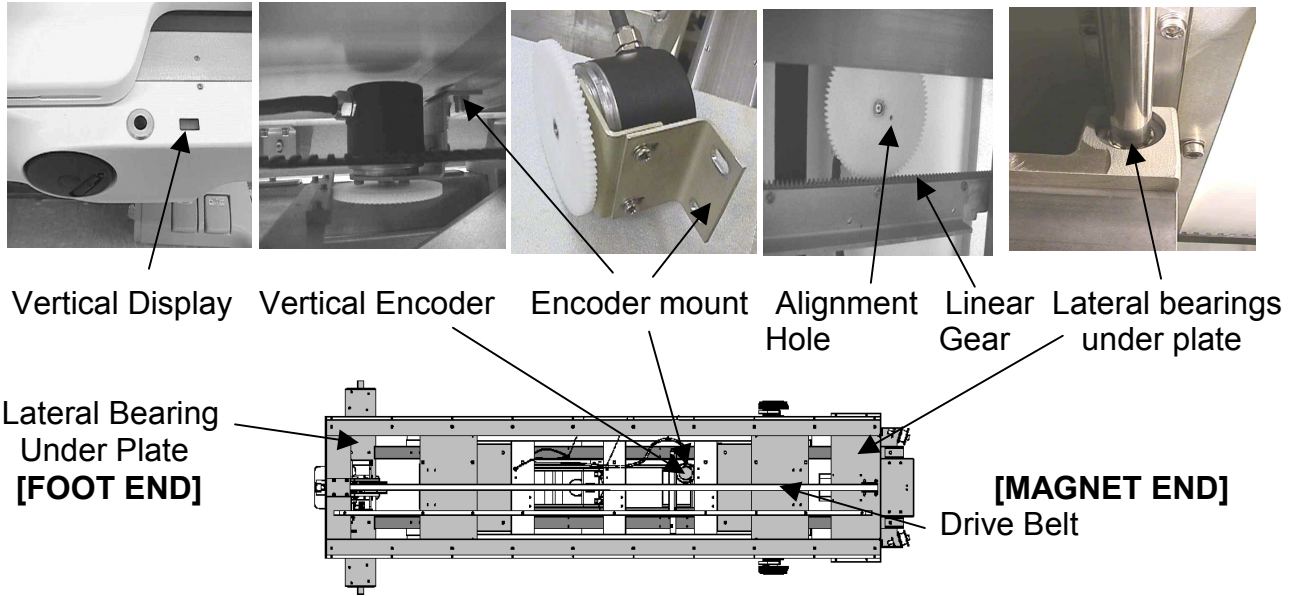 Vertical Display
Vertical Encoder
Encoder mount
Alignment
Hole
Linear
Gear
Lateral bearings
under plate
Lateral Bearing
Under Plate
[FOOT END]
[MAGNET END]
Drive Belt